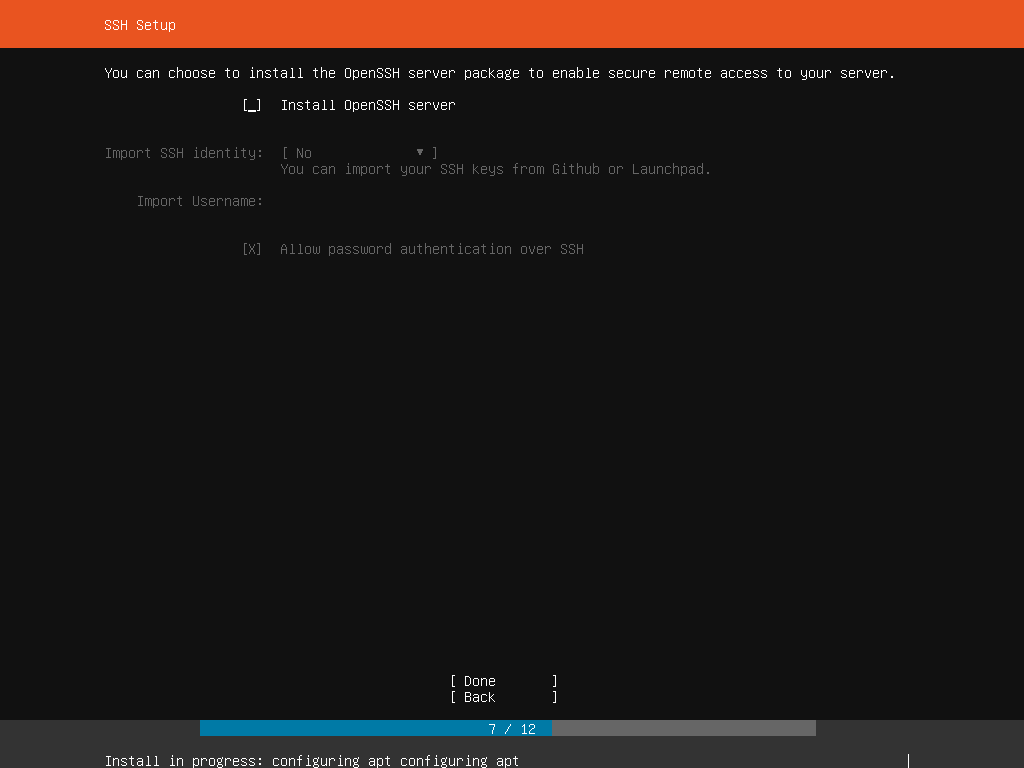 SSH Setup
You can choose to install the OpenSSH server package to enable secure remote access to your server.
[_] Install OpenSSH server
Import SSH identity: [ No ▾ ]
You can import your SSH keys from Github or Launchpad.
Import Username:
[X] Allow password authentication over SSH
[ Done ]
[ Back ]
7 / 12
Install in progress: configuring apt configuring apt